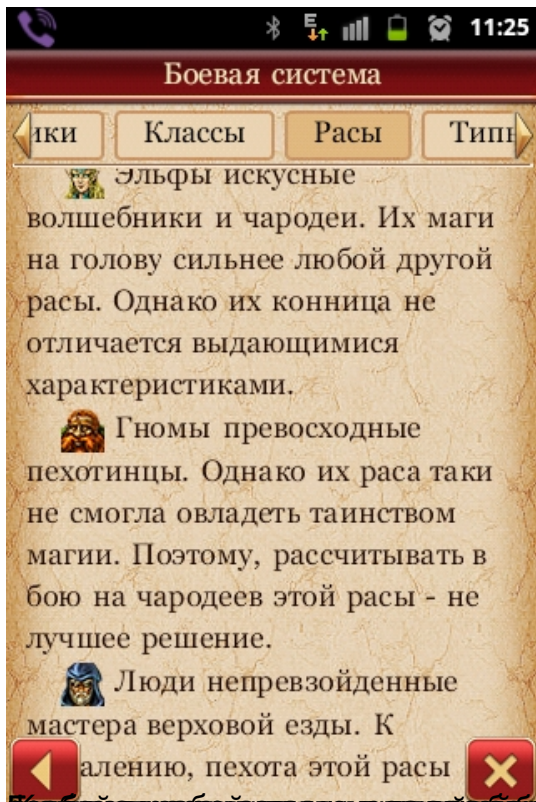 E
11:25
Боевая система
ики Классы Расы Типы
Эльфы искусные
волшебники и чародеи. Их маги
на голову сильнее любой другой
расы. Однако их конница не
отличается выдающимися
характеристиками.
Гномы превосходные
пехотинцы. Однако их раса таки
не смогла овладеть таинством
магии. Поэтому, рассчитывать в
бою на чародеев этой расы - не
лучшее решение.
Люди непревзойденные
мастера верховой езды. К
алению, пехота этой расы